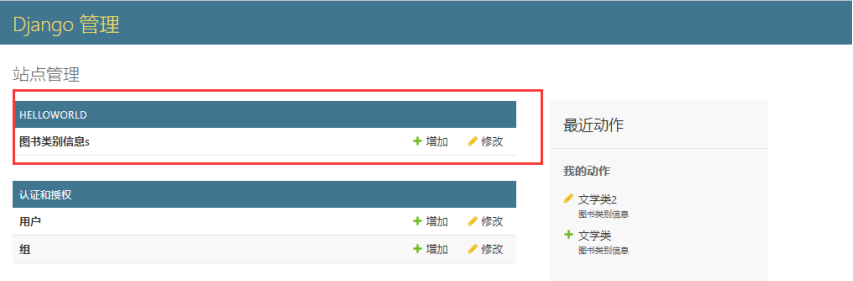 Django 管理
站点管理
HELLOWORLD
图书类别信息s 增加 修改
认证和授权
用户 增加 修改
组 增加 修改
最近动作
我的动作
文学类2
图书类别信息
文学类
图书类别信息